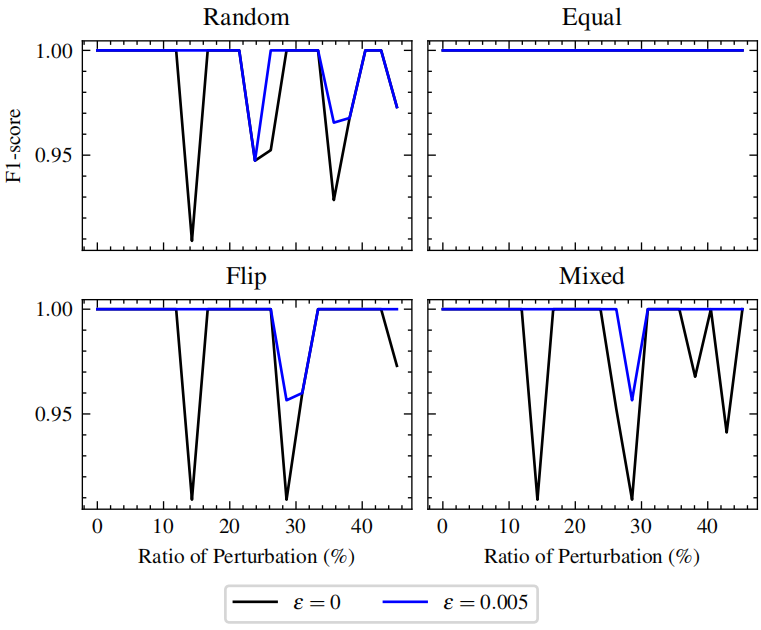 Random
Equal
1.00
0.95
F1-score
Flip
Mixed
1.00
0.95
0 10 20 30 40
0 10 20 30 40
Ratio of Perturbation (%)
Ratio of Perturbation (%)
ε = 0
ε = 0.005